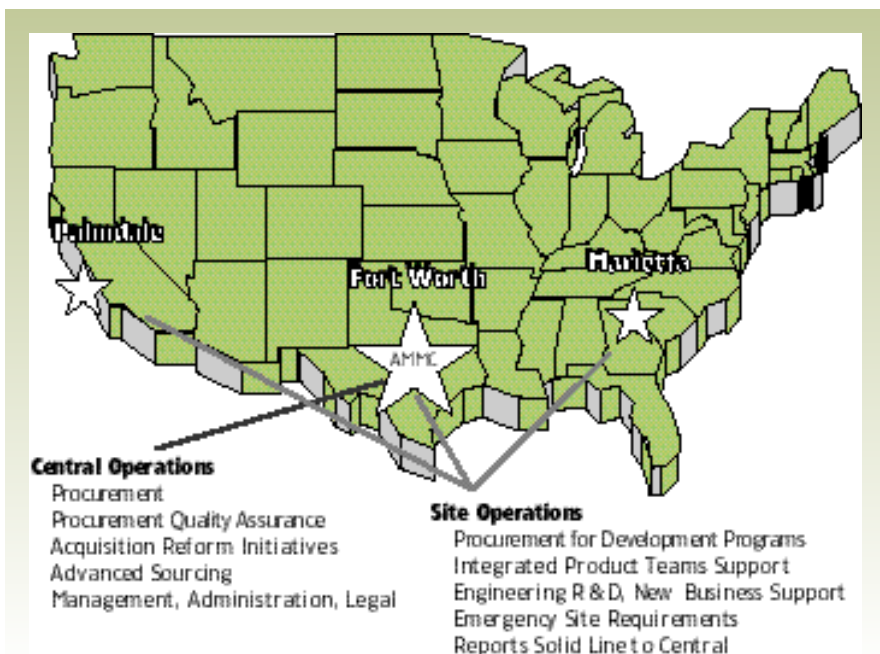 Palmdale
Fort Worth
Marietta
AMMC
Central Operations
Procurement
Procurement Quality Assurance
Acquisition Reform Initiatives
Advanced Sourcing
Management, Administration, Legal
Site Operations
Procurement for Development Programs
Integrated Product Teams Support
Engineering R & D, New Business Support
Emergency Site Requirements
Reports Solid Line to Central